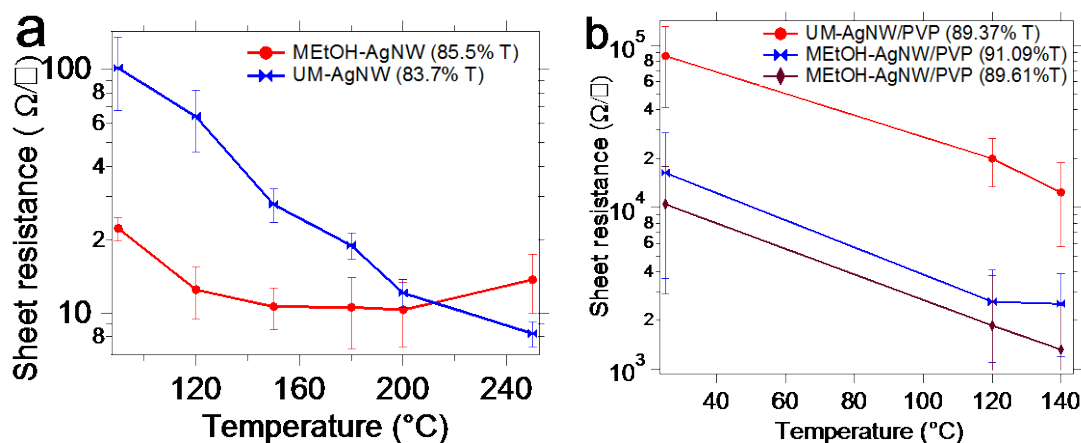 a
MEtOH-AgNW (85.5% T)
UM-AgNW (83.7% T)
Sheet resistance ( Ω/□)
100
8
6
4
2
10
8
120
160
200
240
Temperature (°C)
b
UM-AgNW/PVP (89.37% T)
MEtOH-AgNW/PVP (91.09%T)
MEtOH-AgNW/PVP (89.61%T)
Sheet resistance (Ω/□)
10⁵
8
6
4
2
10⁴
8
6
4
2
10³
40
60
80
100
120
140
Temperature (°C)